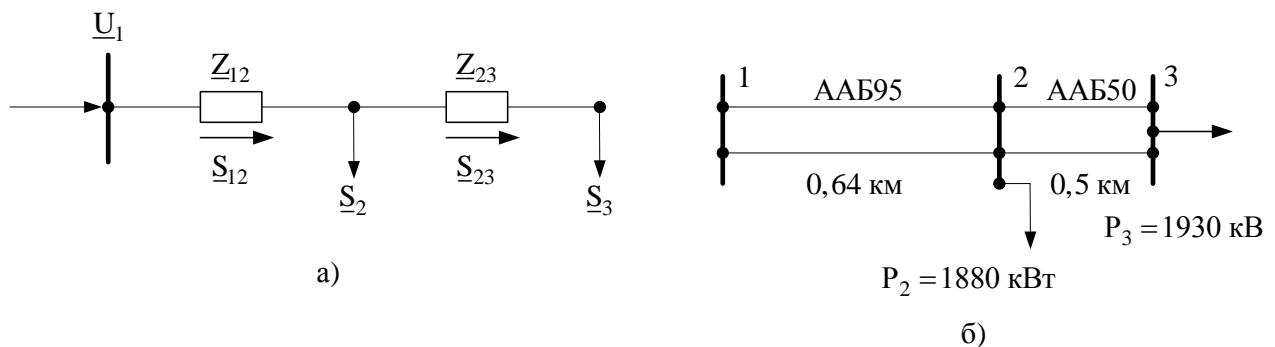 U₁
Z₁₂
Z₂₃
S₁₂
S₂
S₂₃
S₃
а)
1
ААБ95
2
ААБ50
3
0,64 км
0,5 км
P₃ = 1930 кВ
P₂ = 1880 кВт
б)